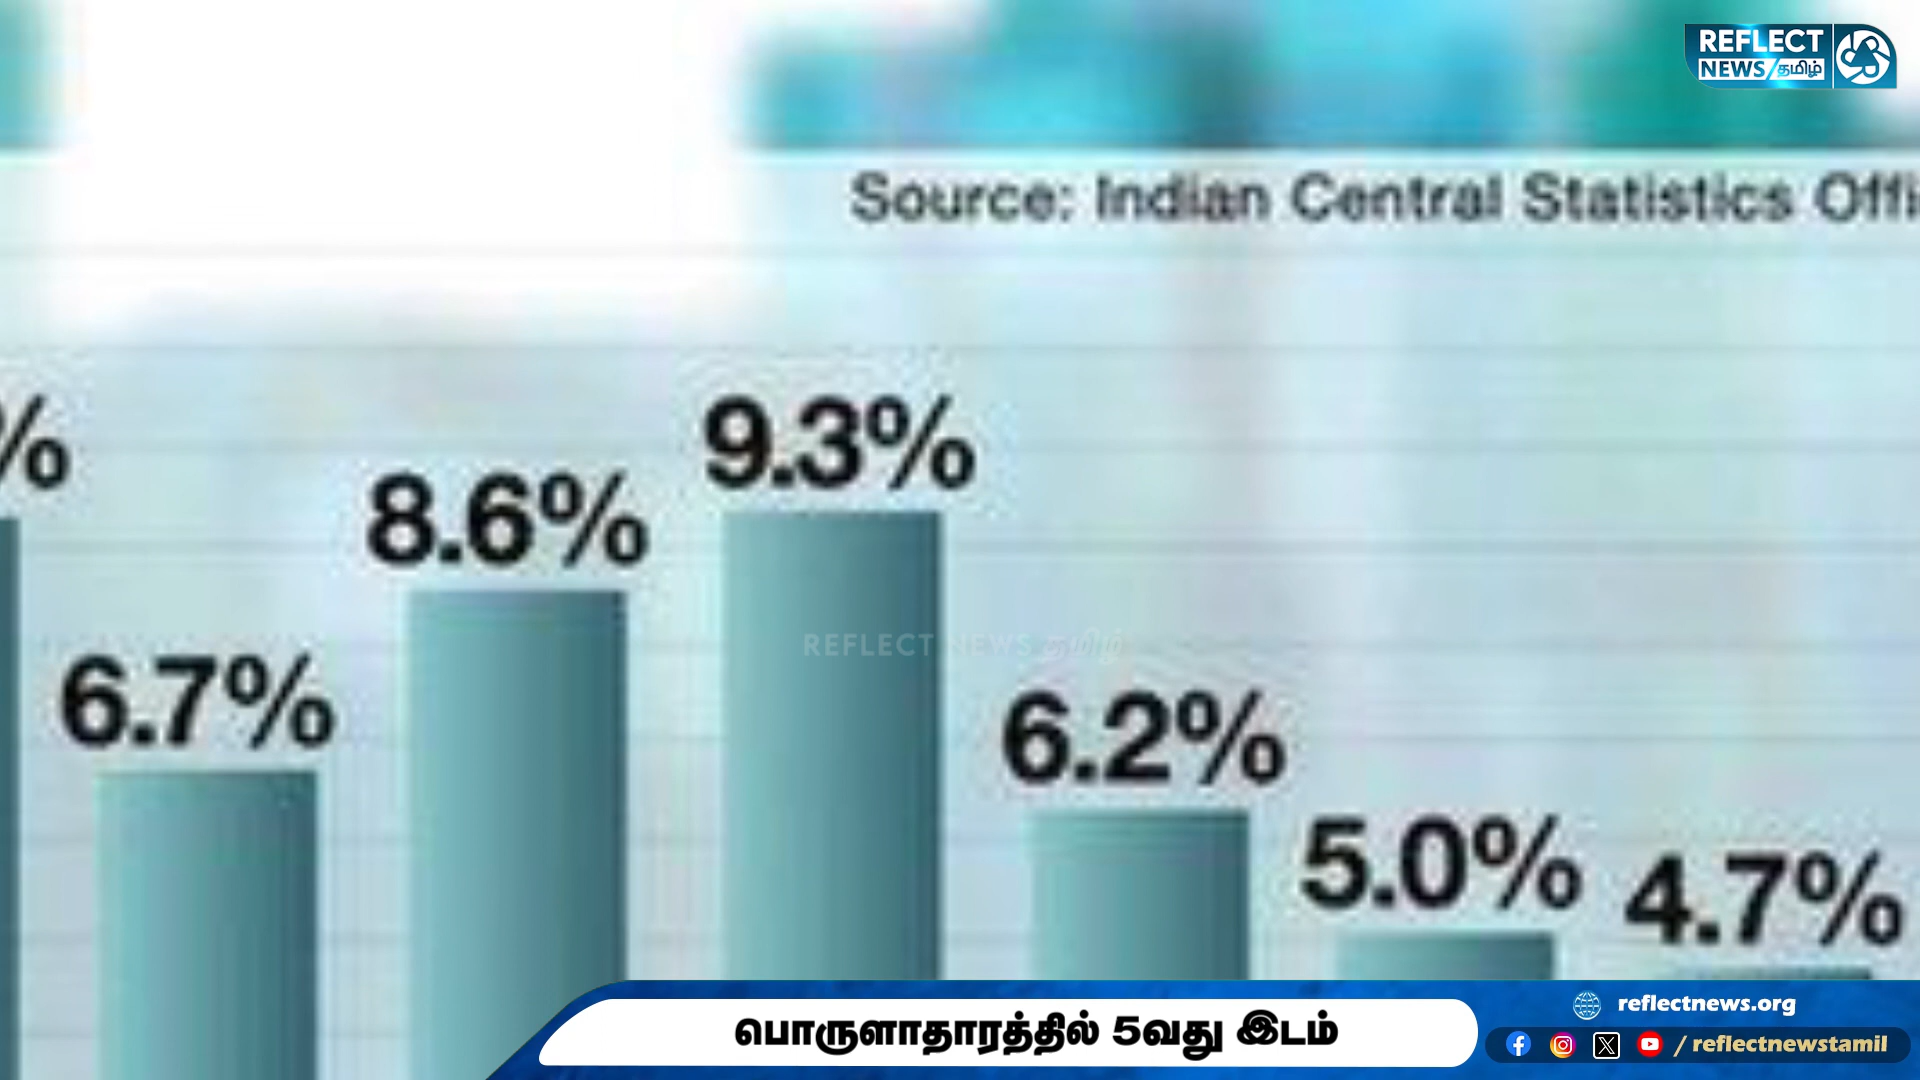 REFLECT
NEWS தமிழ்
Source: Indian Central Statistics Offi
%
9.3%
8.6%
6.7%
6.2%
5.0%
4.7%
REFLECT NEWS தமிழ்
பொருளாதாரத்தில் 5வது இடம்
reflectnews.org
/ reflectnewstamil